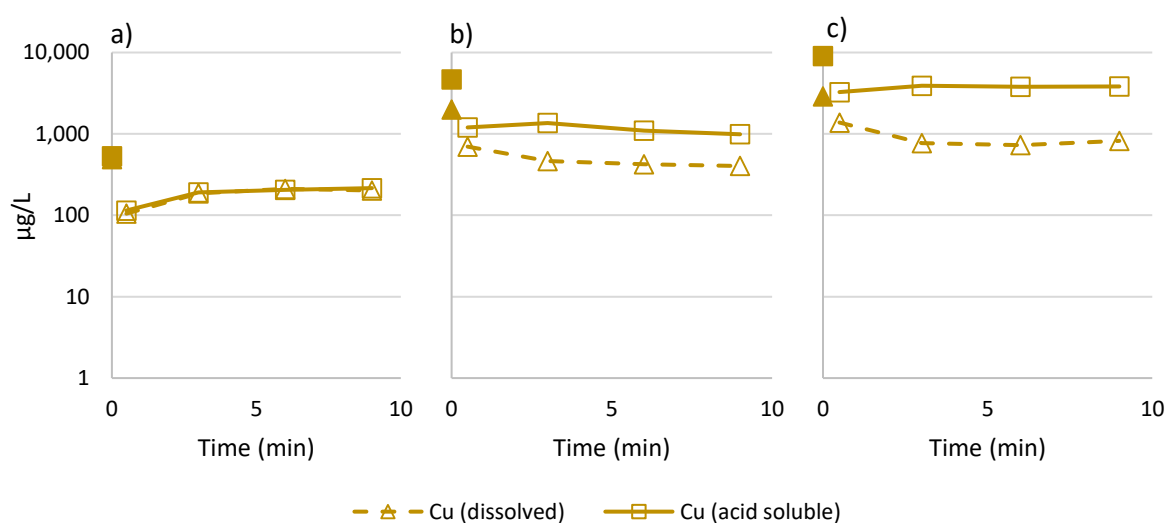 a)
b)
c)
10,000
1,000
100
10
1
µg/L
0 5 10
0 5 10
0 5 10
Time (min)
Time (min)
Time (min)
Cu (dissolved)
Cu (acid soluble)